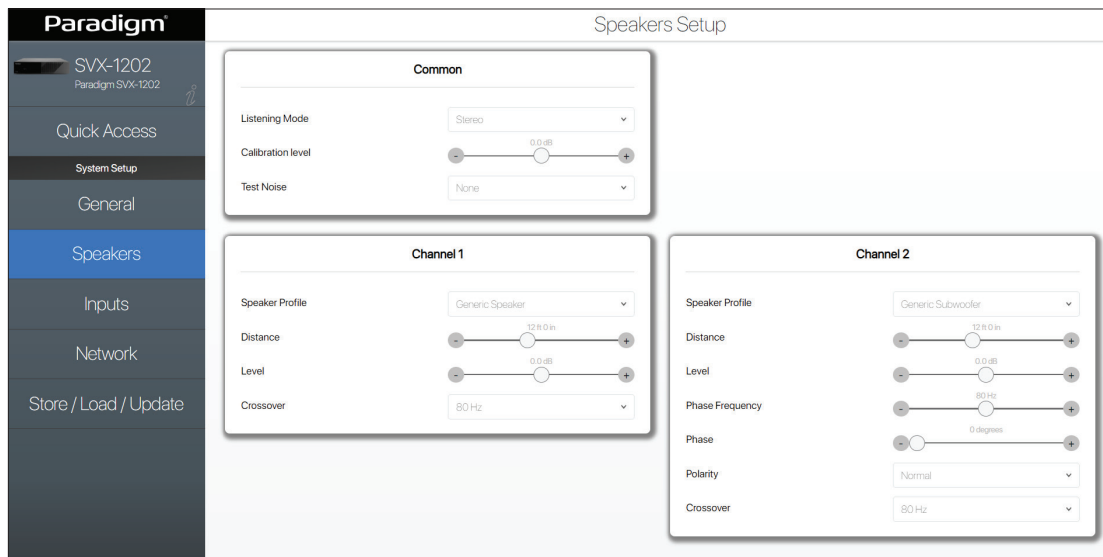 Paradigm®
SVX-1202
Paradigm SVX-1202
i
Quick Access
System Setup
General
Speakers
Inputs
Network
Store / Load / Update
Speakers Setup
Common
Listening Mode
Stereo
Calibration level
0.0 dB
- +
Test Noise
None
Channel 1
Speaker Profile
Generic Speaker
Distance
12 ft 0 in
- +
Level
0.0 dB
- +
Crossover
80 Hz
Channel 2
Speaker Profile
Generic Subwoofer
Distance
12 ft 0 in
- +
Level
0.0 dB
- +
Phase Frequency
80 Hz
- +
Phase
0 degrees
- +
Polarity
Normal
Crossover
80 Hz